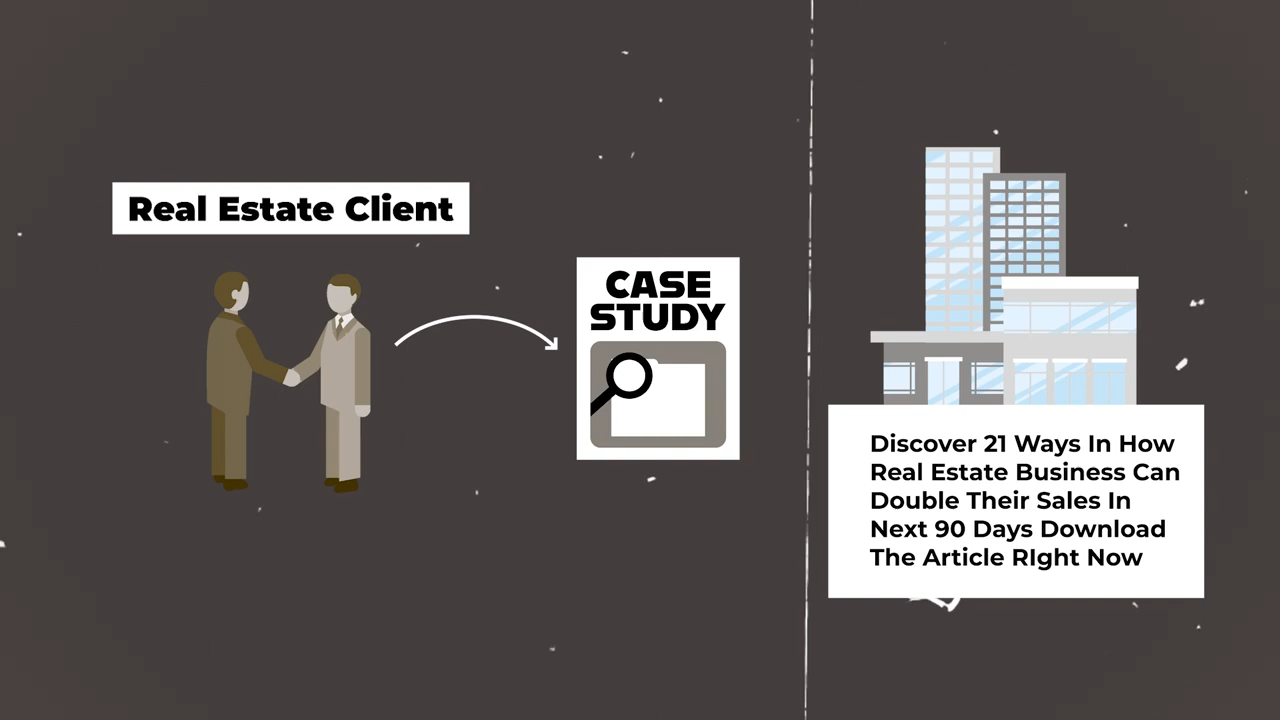 Real Estate Client
CASE
STUDY
Discover 21 Ways In How
Real Estate Business Can
Double Their Sales In
Next 90 Days Download
The Article RIght Now